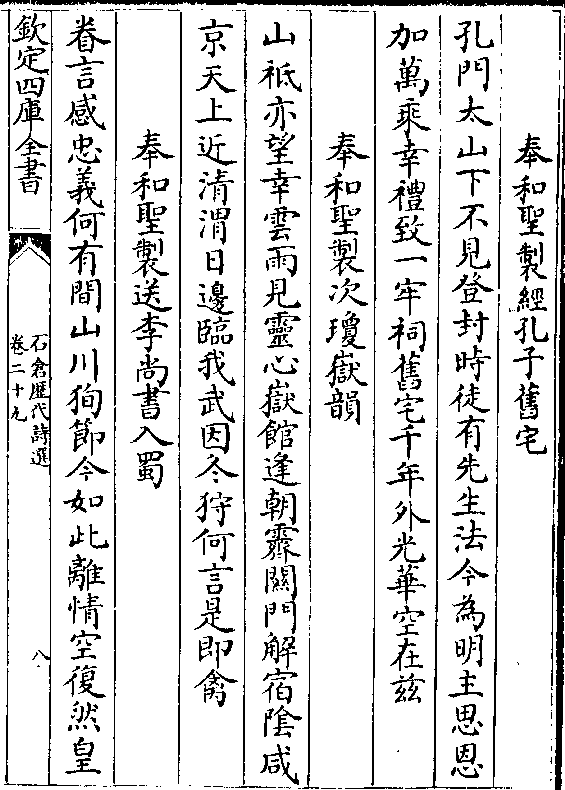 奉和聖製經孔子舊宅
孔門太山下不見登封時徒有先生法今為明主思恩
加萬乘幸禮致一牢祠舊宅千年外光華空在兹
奉和聖製次瓊嶽韻
山祇亦望幸雲雨見靈心嶽館逢朝霽關門解宿陰咸
京天上近清渭日邊臨我武因冬狩何言是即禽
奉和聖製送李尚書入蜀
眷言感忠義何有間山川狥節今如此離情空復然皇
欽定四庫全書
石倉歷代詩選
卷二十九
八